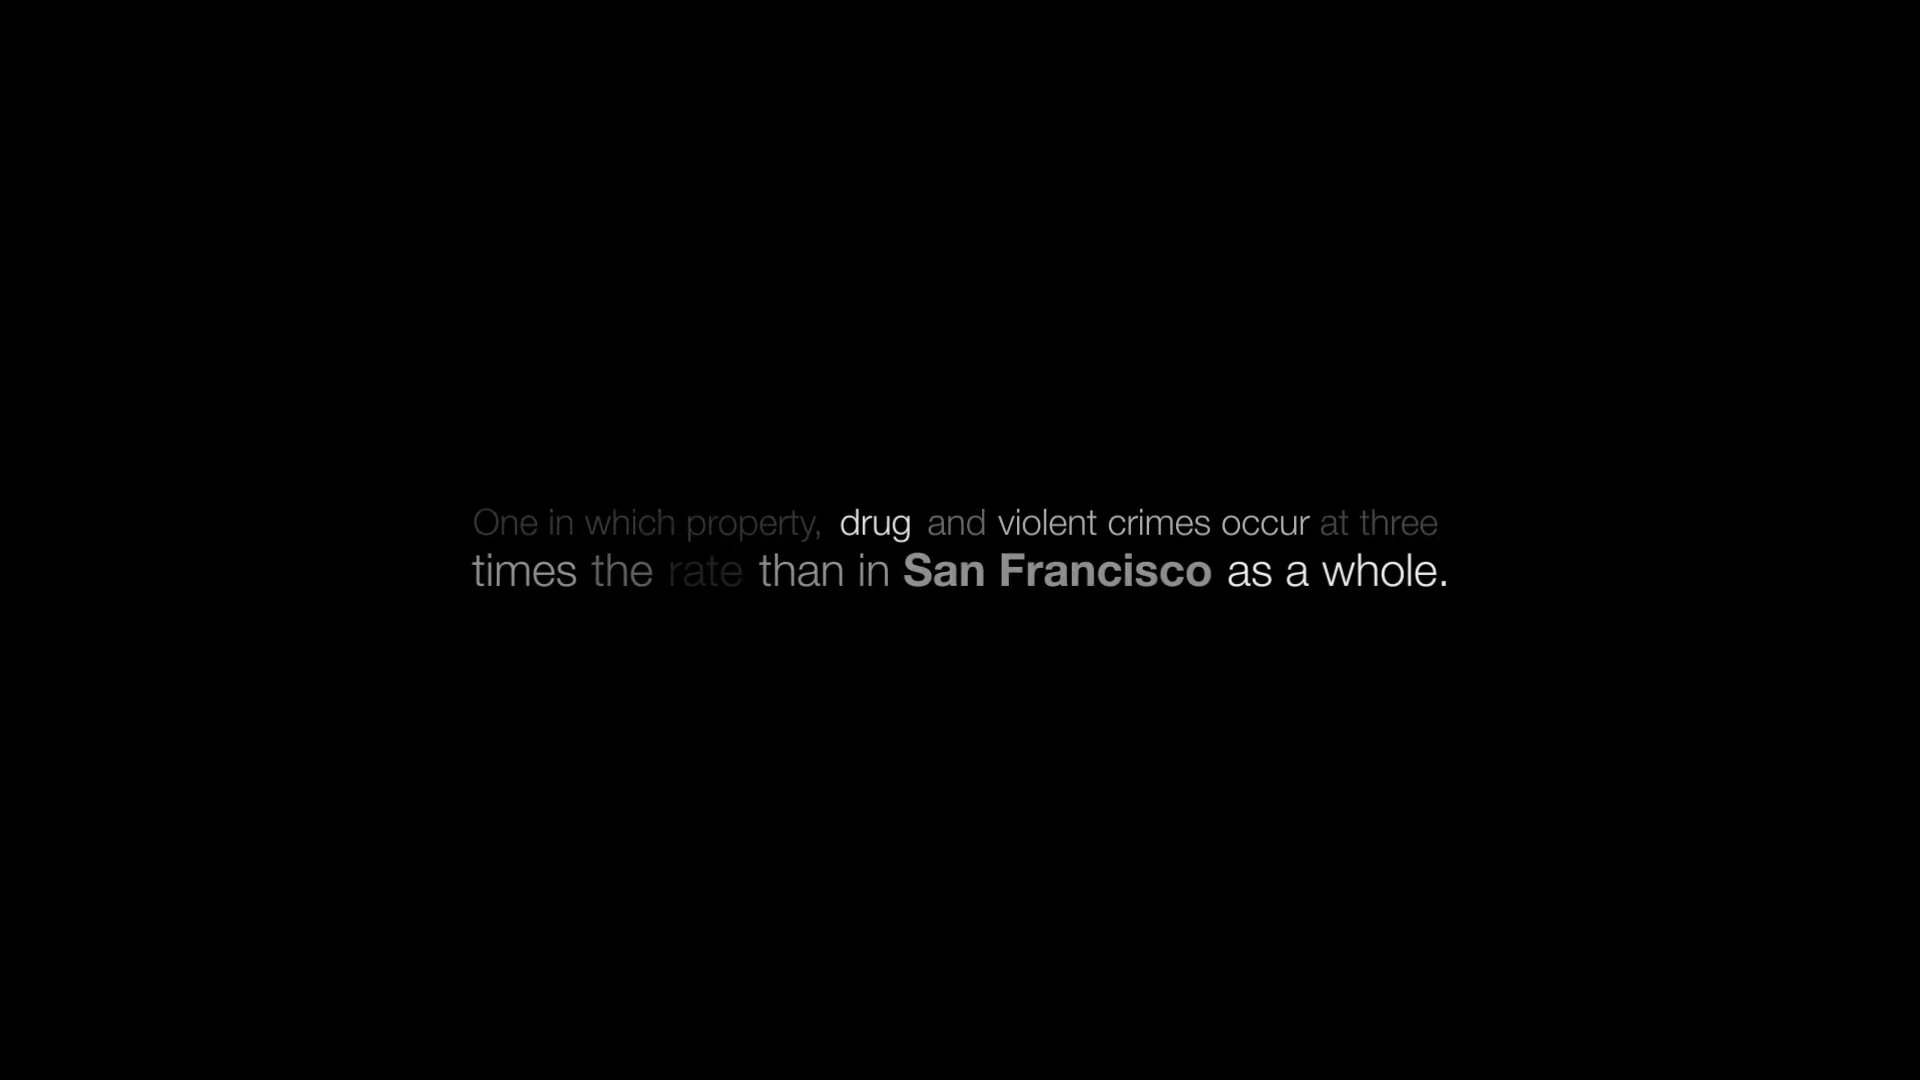 One in which property, drug and violent crimes occur at three
times the rate than in San Francisco as a whole.